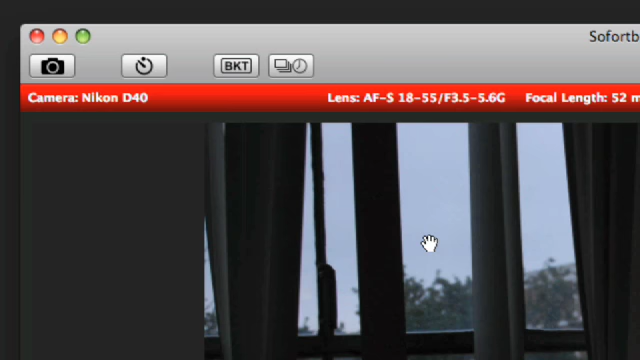 Sofortb
BKT
Camera: Nikon D40 Lens: AF-S 18-55/F3.5-5.6G Focal Length: 52 m